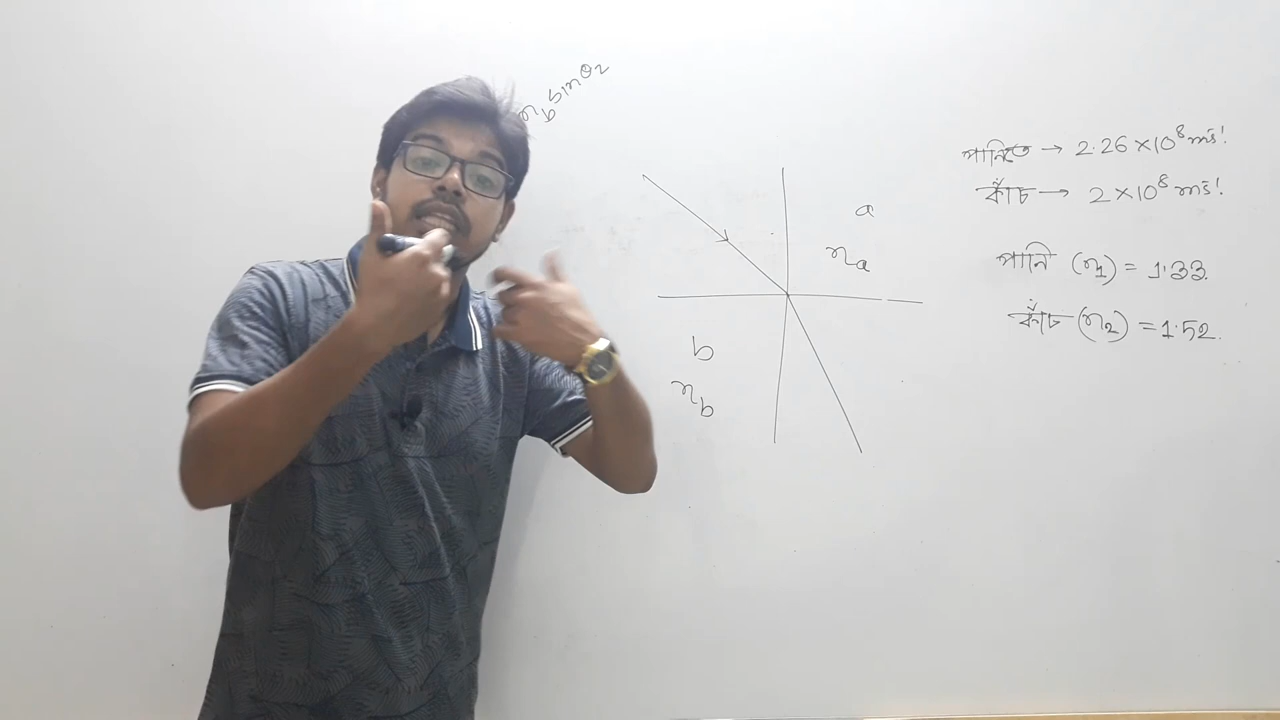 n_b sinθ₂
পানিতে → 2.26 × 10⁸ ms⁻¹
কাঁচ → 2 × 10⁸ ms⁻¹
a
n_a
পানি (n₁) = 1.33
কাঁচ (n₂) = 1.52
b
n_b